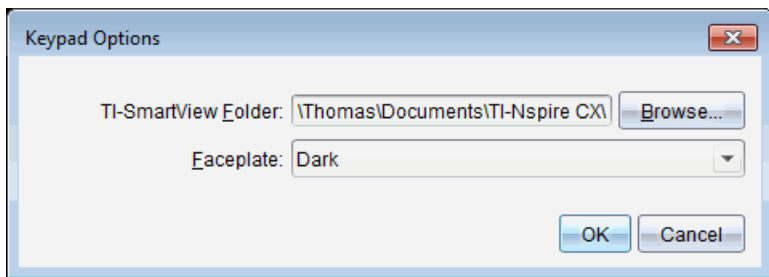 Keypad Options
TI-SmartView Folder: \Thomas\Documents\TI-Nspire CX\ Browse...
Faceplate: Dark
OK Cancel